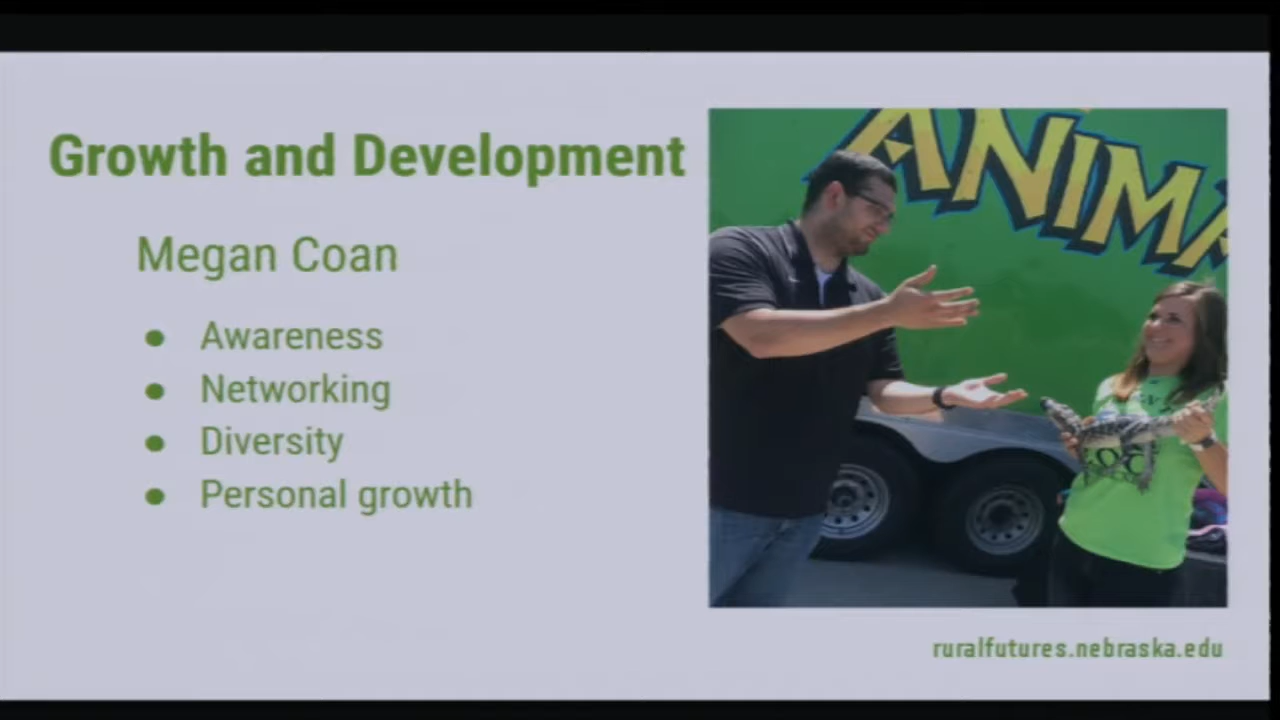 Growth and Development
Megan Coan
● Awareness
● Networking
● Diversity
● Personal growth
ANIMA
ruralfutures.nebraska.edu